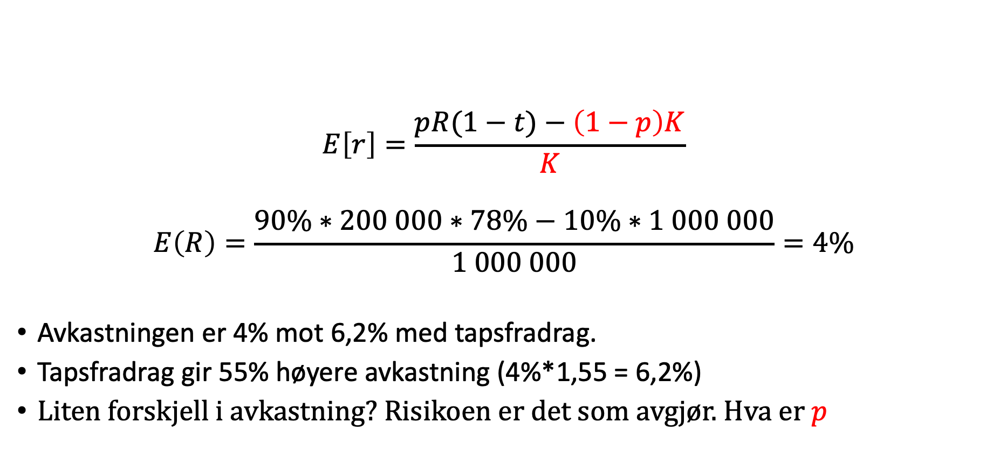 E[r] = \frac{pR(1 − t) − (1 − p)K}{K}
E(R) = \frac{90% * 200 000 * 78% − 10% * 1 000 000}{1 000 000} = 4%
• Avkastningen er 4% mot 6,2% med tapsfradrag.
• Tapsfradrag gir 55% høyere avkastning (4%*1,55 = 6,2%)
• Liten forskjell i avkastning? Risikoen er det som avgjør. Hva er p